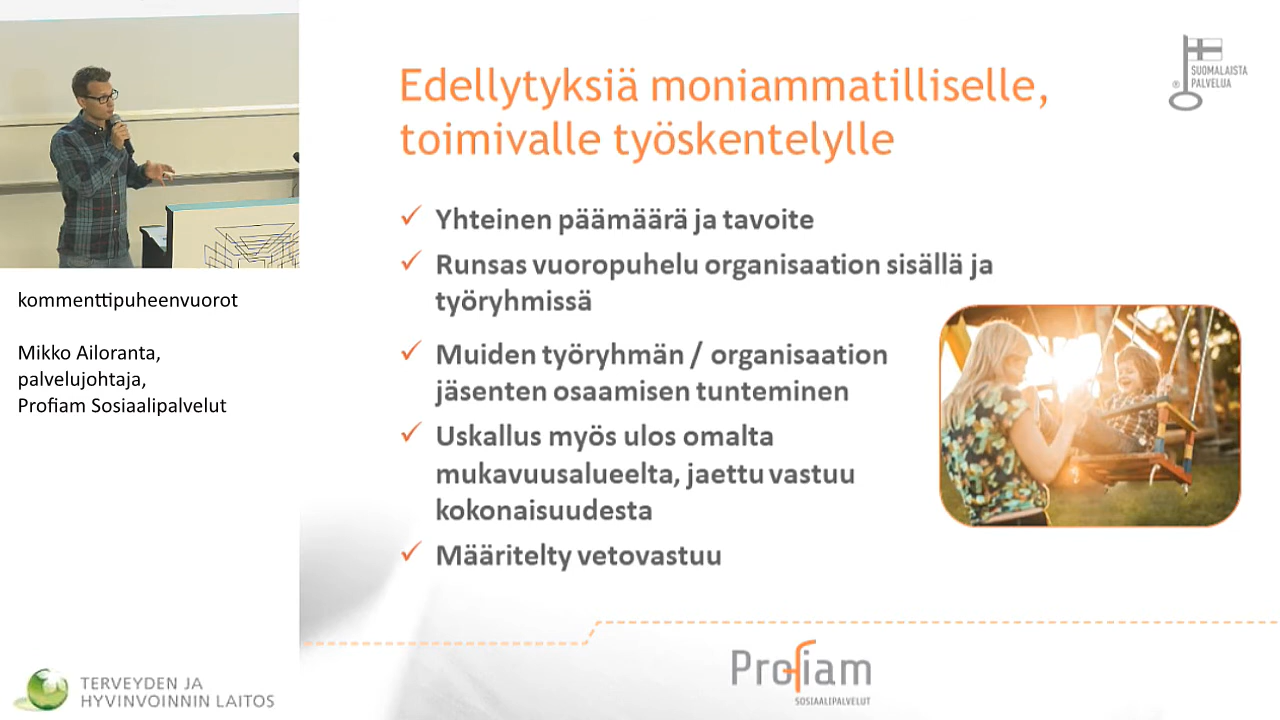 Edellytyksiä moniammatilliselle,
toimivalle työskentelylle
SUOMALAISTA
PALVELUA
®
✓ Yhteinen päämäärä ja tavoite
✓ Runsas vuoropuhelu organisaation sisällä ja
työryhmissä
✓ Muiden työryhmän / organisaation
jäsenten osaamisen tunteminen
✓ Uskallus myös ulos omalta
mukavuusalueelta, jaettu vastuu
kokonaisuudesta
✓ Määritelty vetovastuu
kommenttipuheenvuorot
Mikko Ailoranta,
palvelujohtaja,
Profiam Sosiaalipalvelut
TERVEYDEN JA
HYVINVOINNIN LAITOS
Profiam
SOSIAALIPALVELUT